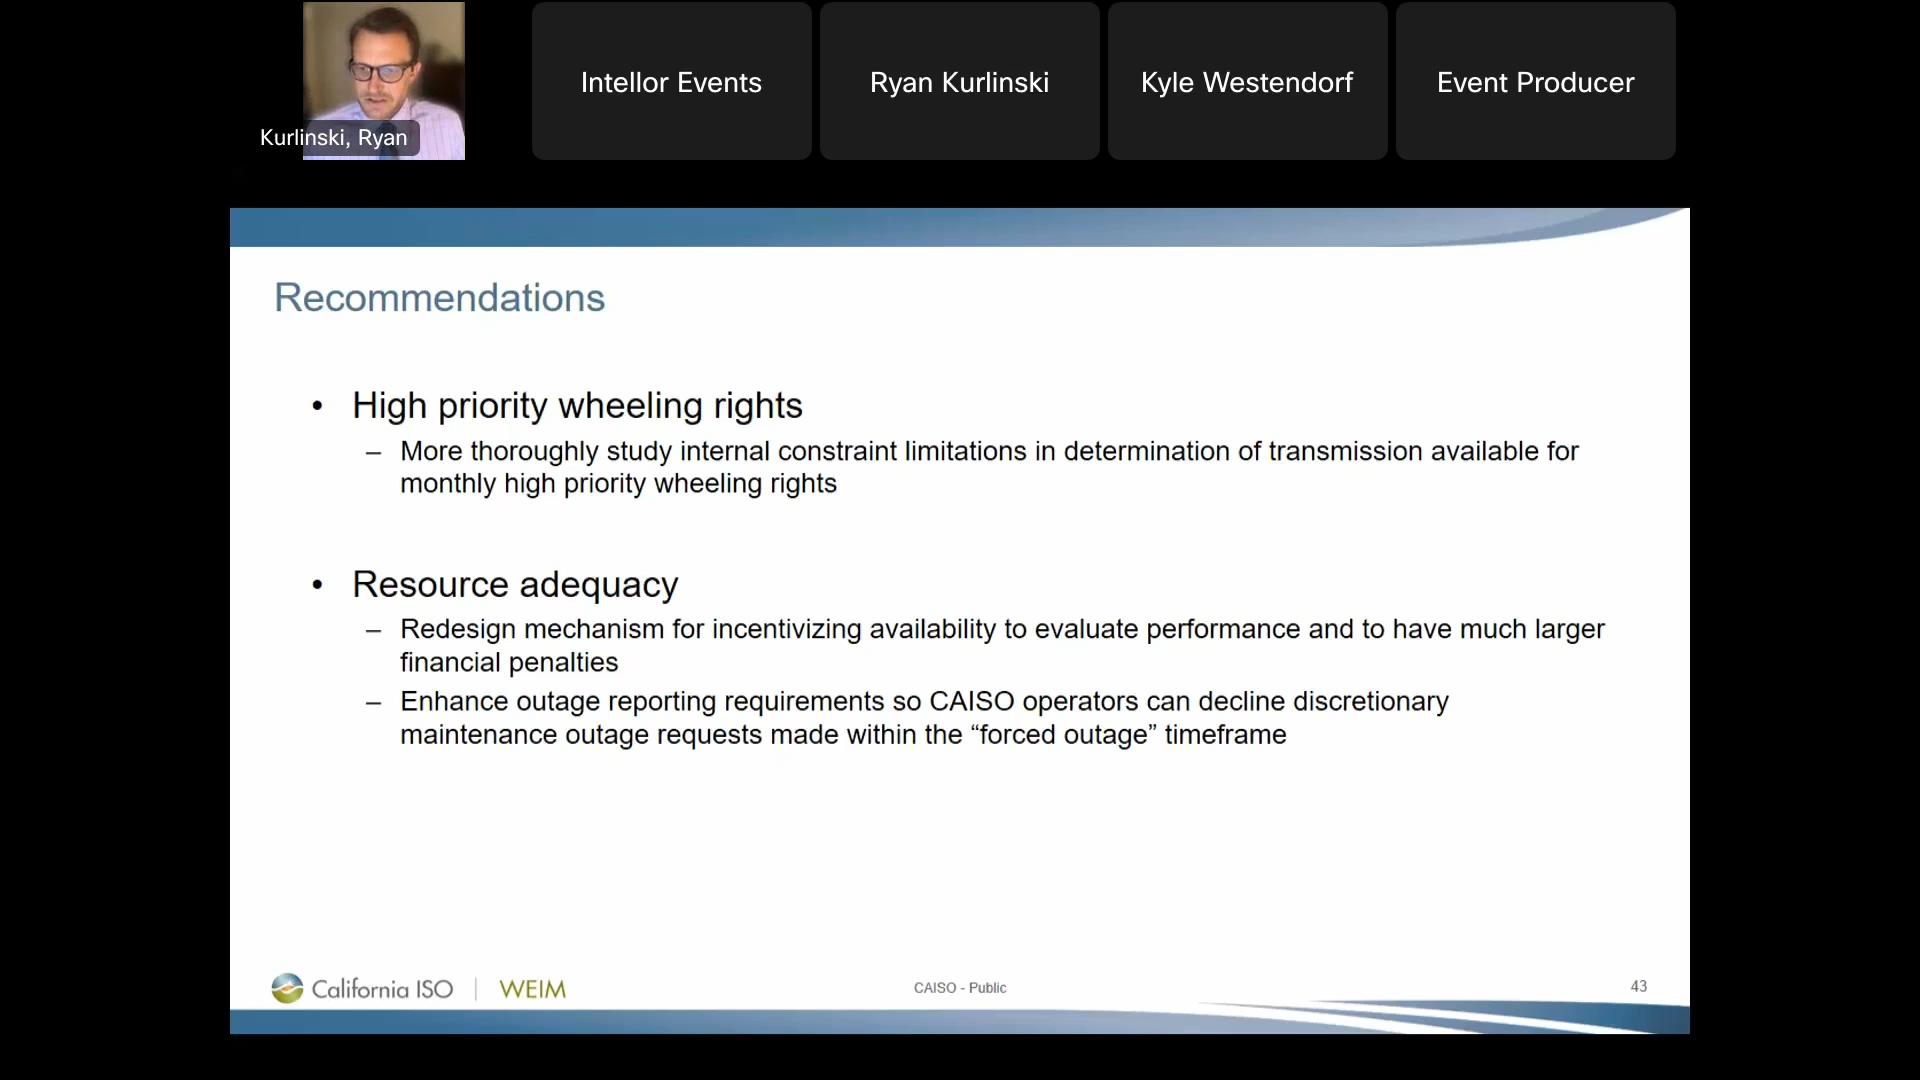 Kurlinski, Ryan
Intellor Events
Ryan Kurlinski
Kyle Westendorf
Event Producer
Recommendations
• High priority wheeling rights
– More thoroughly study internal constraint limitations in determination of transmission available for
monthly high priority wheeling rights
• Resource adequacy
– Redesign mechanism for incentivizing availability to evaluate performance and to have much larger
financial penalties
– Enhance outage reporting requirements so CAISO operators can decline discretionary
maintenance outage requests made within the “forced outage” timeframe
California ISO | WEIM
CAISO - Public
43